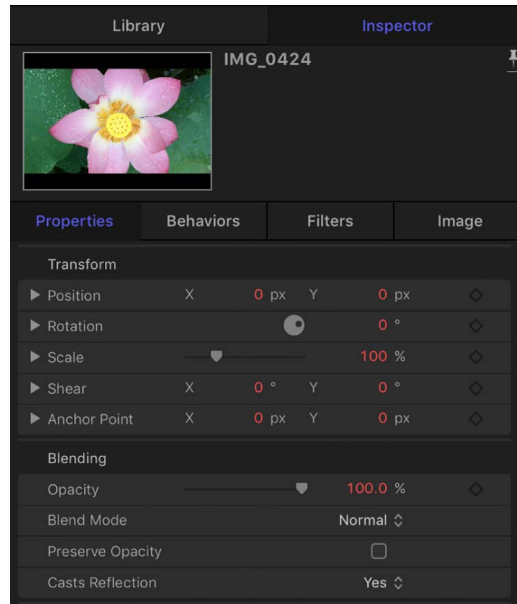 Library Inspector
IMG_0424
Properties Behaviors Filters Image
Transform
Position X 0 px Y 0 px
Rotation 0 °
Scale 100 %
Shear X 0 ° Y 0 °
Anchor Point X 0 px Y 0 px
Blending
Opacity 100.0 %
Blend Mode Normal
Preserve Opacity
Casts Reflection Yes